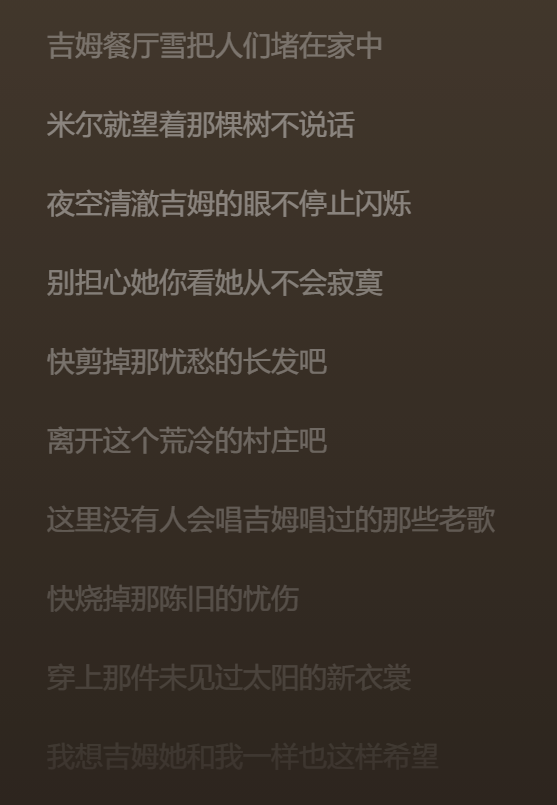 吉姆餐厅雪把人们堵在家中
米尔就望着那棵树不说话
夜空清澈吉姆的眼不停止闪烁
别担心她你看她从不会寂寞
快剪掉那忧愁的长发吧
离开这个荒冷的村庄吧
这里没有人会唱吉姆唱过的那些老歌
快烧掉那陈旧的忧伤
穿上那件未见过太阳的新衣裳
我想吉姆她和我一样也这样希望